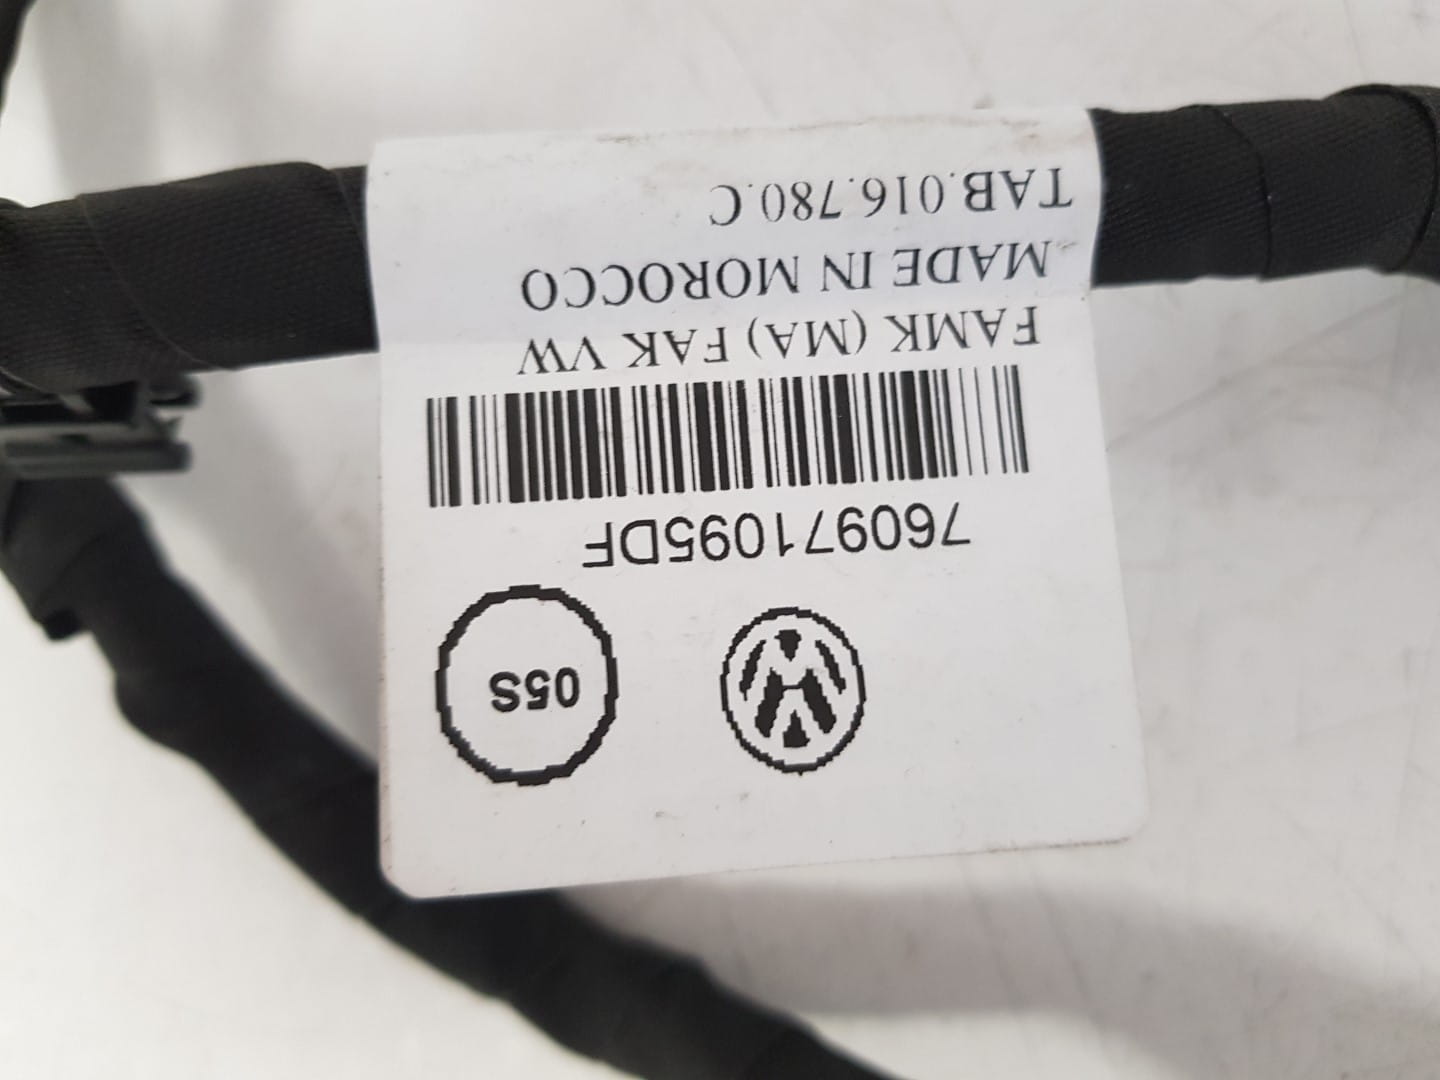 05S
760971095DF
FAMK (MA) FAK VW
MADE IN MOROCCO
TAB.016.780.C